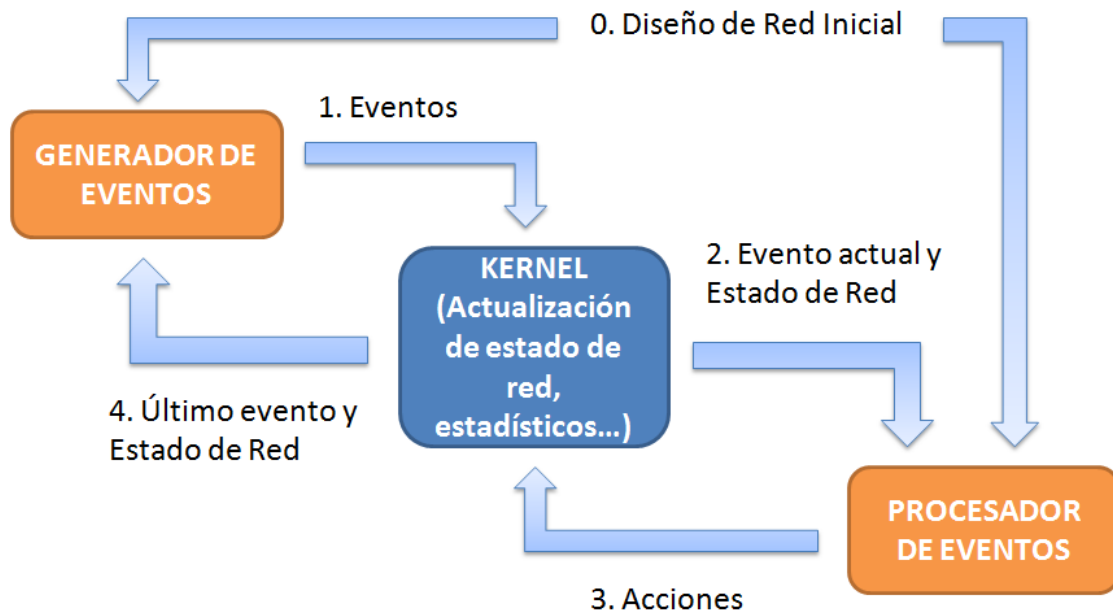 0. Diseño de Red Inicial
1. Eventos
GENERADOR DE
EVENTOS
KERNEL
(Actualización
de estado de
red,
estadísticos...)
2. Evento actual y
Estado de Red
4. Último evento y
Estado de Red
PROCESADOR
DE EVENTOS
3. Acciones